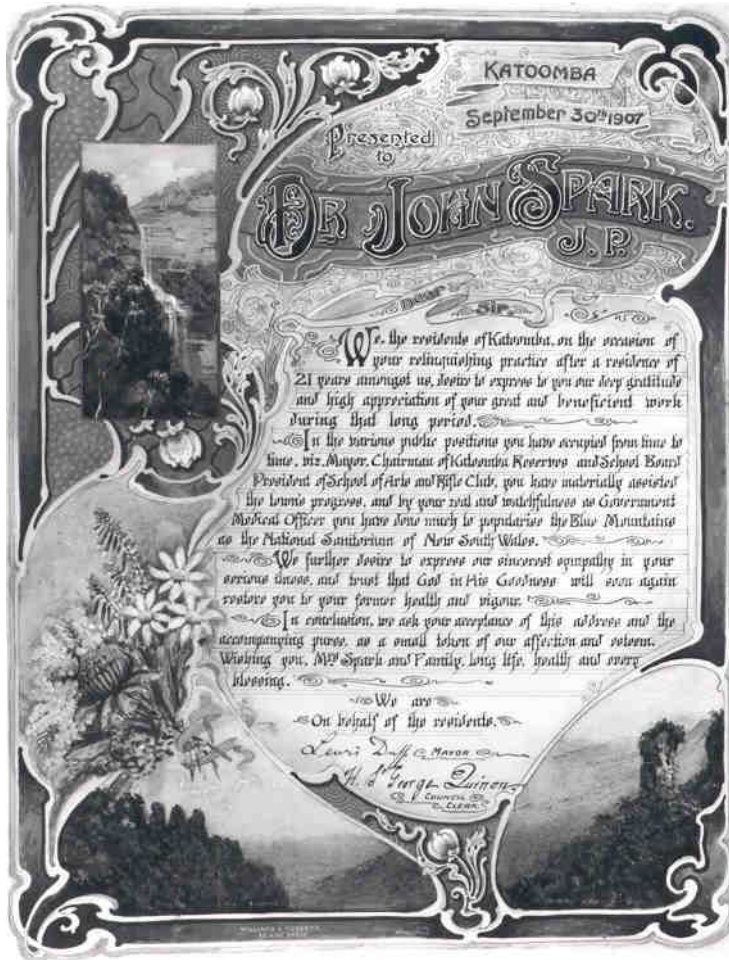 KATOOMBA
September 30th 1907
Presented
to
DR JOHN SPARK.
J. P.
Dear Sir.
We, the residents of Katoomba, on the occasion of
your relinquishing practice after a residence of
21 years amongst us, desire to express to you our deep gratitude
and high appreciation of your great and beneficent work
during that long period.
In the various public positions you have occupied from time to
time, viz. Mayor, Chairman of Katoomba Reserves and School Board
President of School of Arts and Rifle Club, you have materially assisted
the town's progress, and by your zeal and watchfulness as Government
Medical Officer you have done much to popularise the Blue Mountains
as the National Sanitorium of New South Wales.
We further desire to express our sincerest sympathy in your
serious illness, and trust that God in His Goodness will soon again
restore you to your former health and vigour.
In conclusion, we ask your acceptance of this address and the
accompanying purse, as a small token of our affection and esteem.
Wishing you, Mrs Spark and Family, long life, health and every
blessing.
We are
On behalf of the residents.
Lewis Duff MAYOR
H. St George Quinon
COUNCIL
CLERK